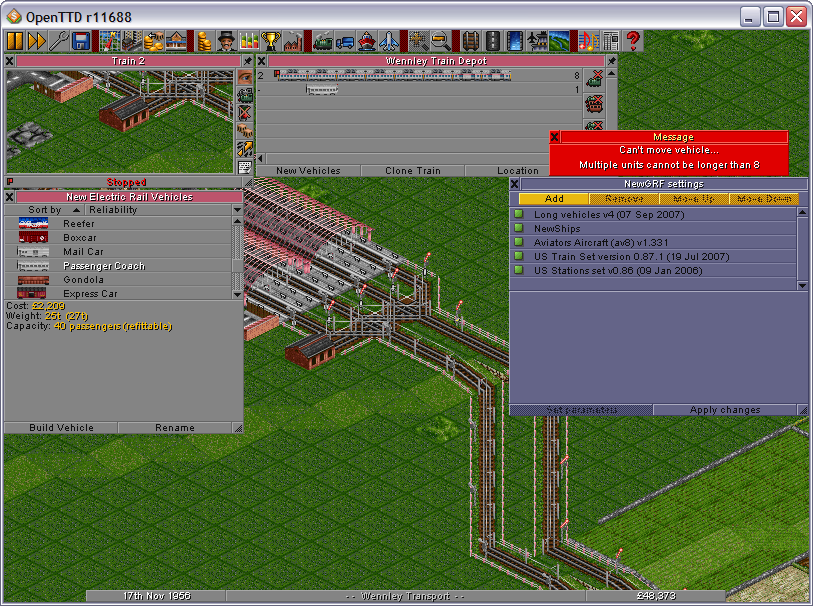 OpenTTD r11688
Train 2
Wennley Train Depot
2
8
-
1
Message
Can't move vehicle...
Multiple units cannot be longer than 8
New Vehicles
Clone Train
Location
Stopped
NewGRF settings
Add
Remove
Move Up
Move Down
Long vehicles v4 (07 Sep 2007)
NewShips
Aviators Aircraft (av8) v1.331
US Train Set version 0.87.1 (19 Jul 2007)
US Stations set v0.86 (09 Jan 2006)
Set parameters
Apply changes
New Electric Rail Vehicles
Sort by
Reliability
Reefer
Boxcar
Mail Car
Passenger Coach
Gondola
Express Car
Cost: £2,209
Weight: 25t (27t)
Capacity: 40 passengers (refittable)
Build Vehicle
Rename
17th Nov 1956
-- Wennley Transport --
£48,373